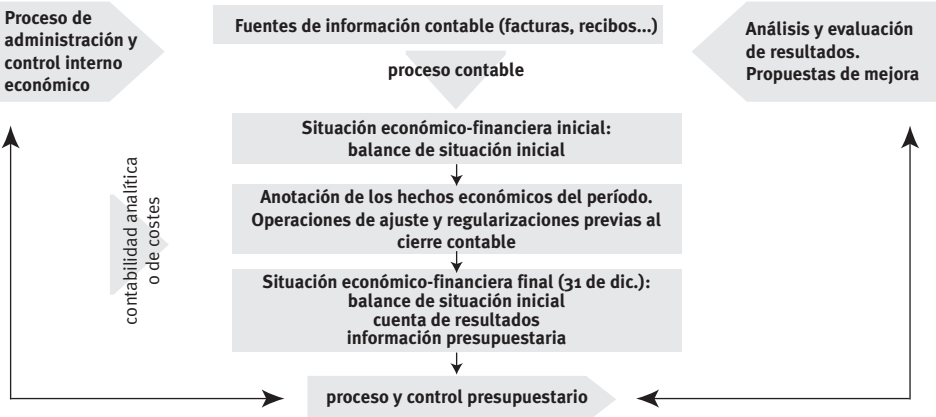 Proceso de
administración y
control interno
económico
Fuentes de información contable (facturas, recibos...)
proceso contable
Análisis y evaluación
de resultados.
Propuestas de mejora
Situación económico-financiera inicial:
balance de situación inicial
contabilidad analítica
o de costes
Anotación de los hechos económicos del período.
Operaciones de ajuste y regularizaciones previas al
cierre contable
Situación económico-financiera final (31 de dic.):
balance de situación inicial
cuenta de resultados
información presupuestaria
proceso y control presupuestario